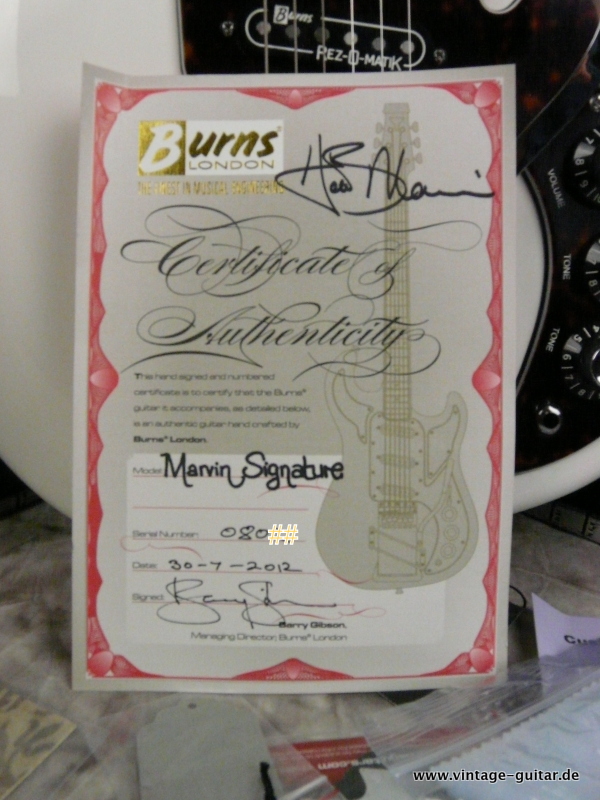 Burns
REZ-O-MATIK
VOLUME
TONE
TONE
Burns®
LONDON
THE FINEST IN MUSICAL ENGINEERING
Certificate of
Authenticity
This hand signed and numbered
certificate is to certify that the Burns®
guitar it accompanies, as detailed below,
is an authentic guitar hand crafted by
Burns® London.
Model: Marvin Signature
Serial Number: 080##
Date: 30-7-2012
Signed:
Barry Gibson,
Managing Director, Burns® London
www.vintage-guitar.de